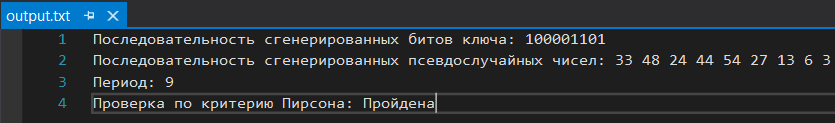 output.txt
1 Последовательность сгенерированных битов ключа: 100001101
2 Последовательность сгенерированных псевдослучайных чисел: 33 48 24 44 54 27 13 6 3
3 Период: 9
4 Проверка по критерию Пирсона: Пройдена